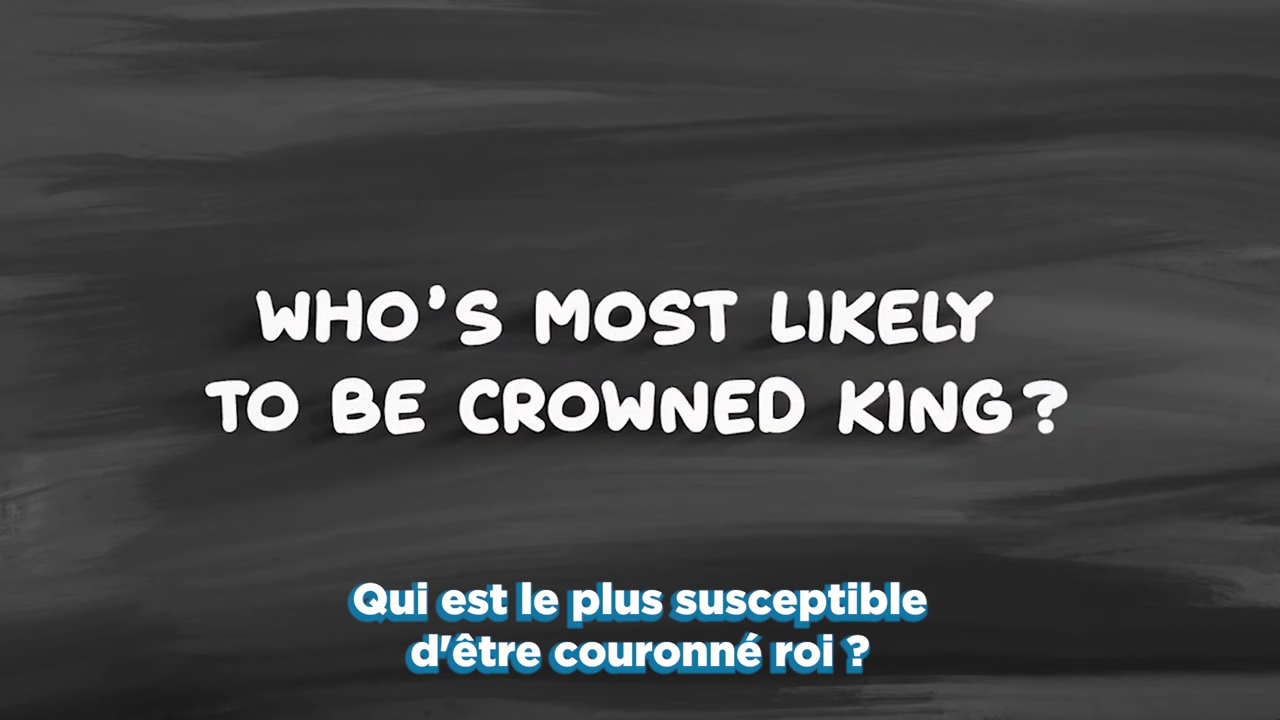 WHO'S MOST LIKELY
TO BE CROWNED KING?
Qui est le plus susceptible
d'être couronné roi ?